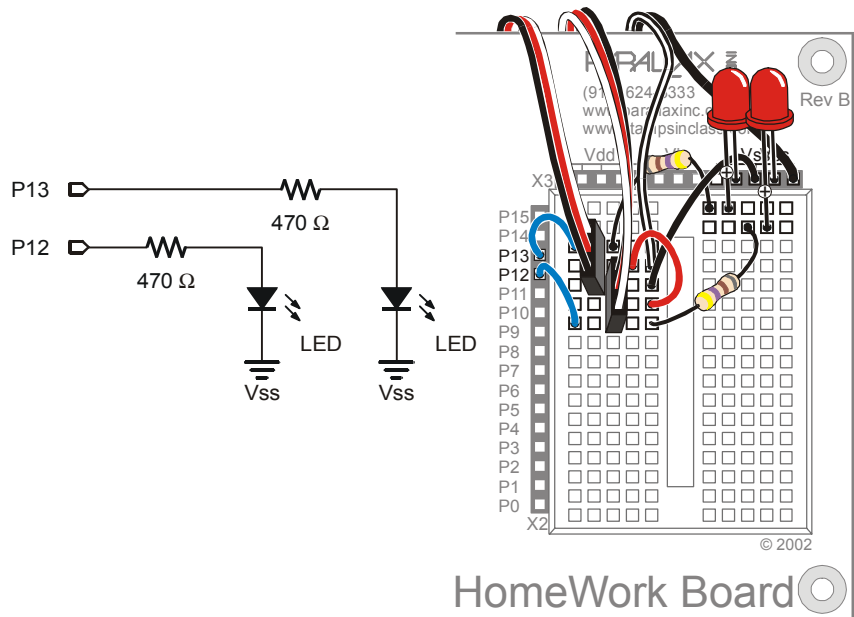 P13
470 Ω
P12
470 Ω
LED
LED
Vss
Vss
Rev B
Vdd
X3
P15
P14
P13
P12
P11
P10
P9
P8
P7
P6
P5
P4
P3
P2
P1
P0
X2
© 2002
HomeWork Board